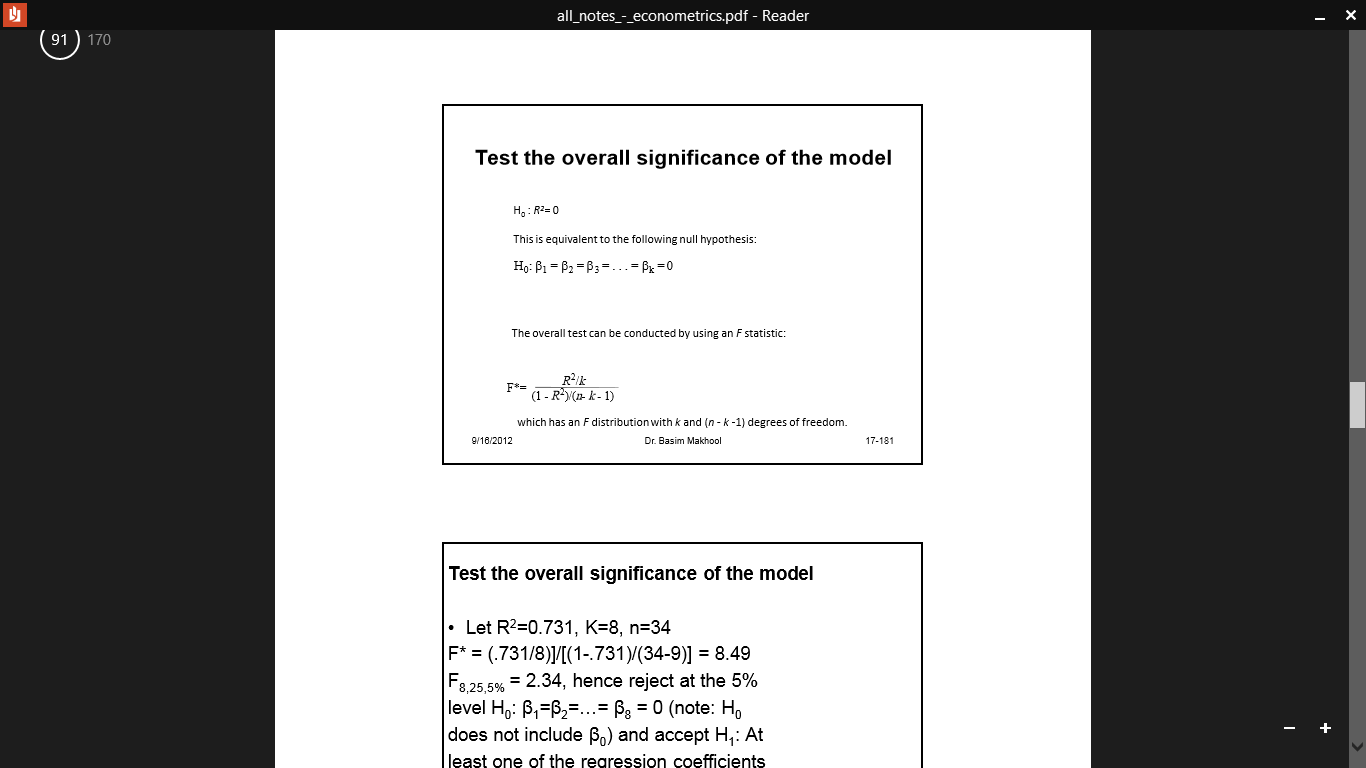 all_notes_-_econometrics.pdf - Reader
91 170
Test the overall significance of the model
H₀ : R²= 0
This is equivalent to the following null hypothesis:
H₀: β₁ = β₂ = β₃ = . . . = βₖ = 0
The overall test can be conducted by using an F statistic:
F*= R²/k
(1 - R²)/(n- k - 1)
which has an F distribution with k and (n - k -1) degrees of freedom.
9/16/2012 Dr. Basim Makhool 17-181
Test the overall significance of the model
• Let R²=0.731, K=8, n=34
F* = (.731/8)]/[(1-.731)/(34-9)] = 8.49
F₈,₂₅,₅% = 2.34, hence reject at the 5%
level H₀: β₁=β₂=…= β₈ = 0 (note: H₀
does not include β₀) and accept H₁: At
least one of the regression coefficients